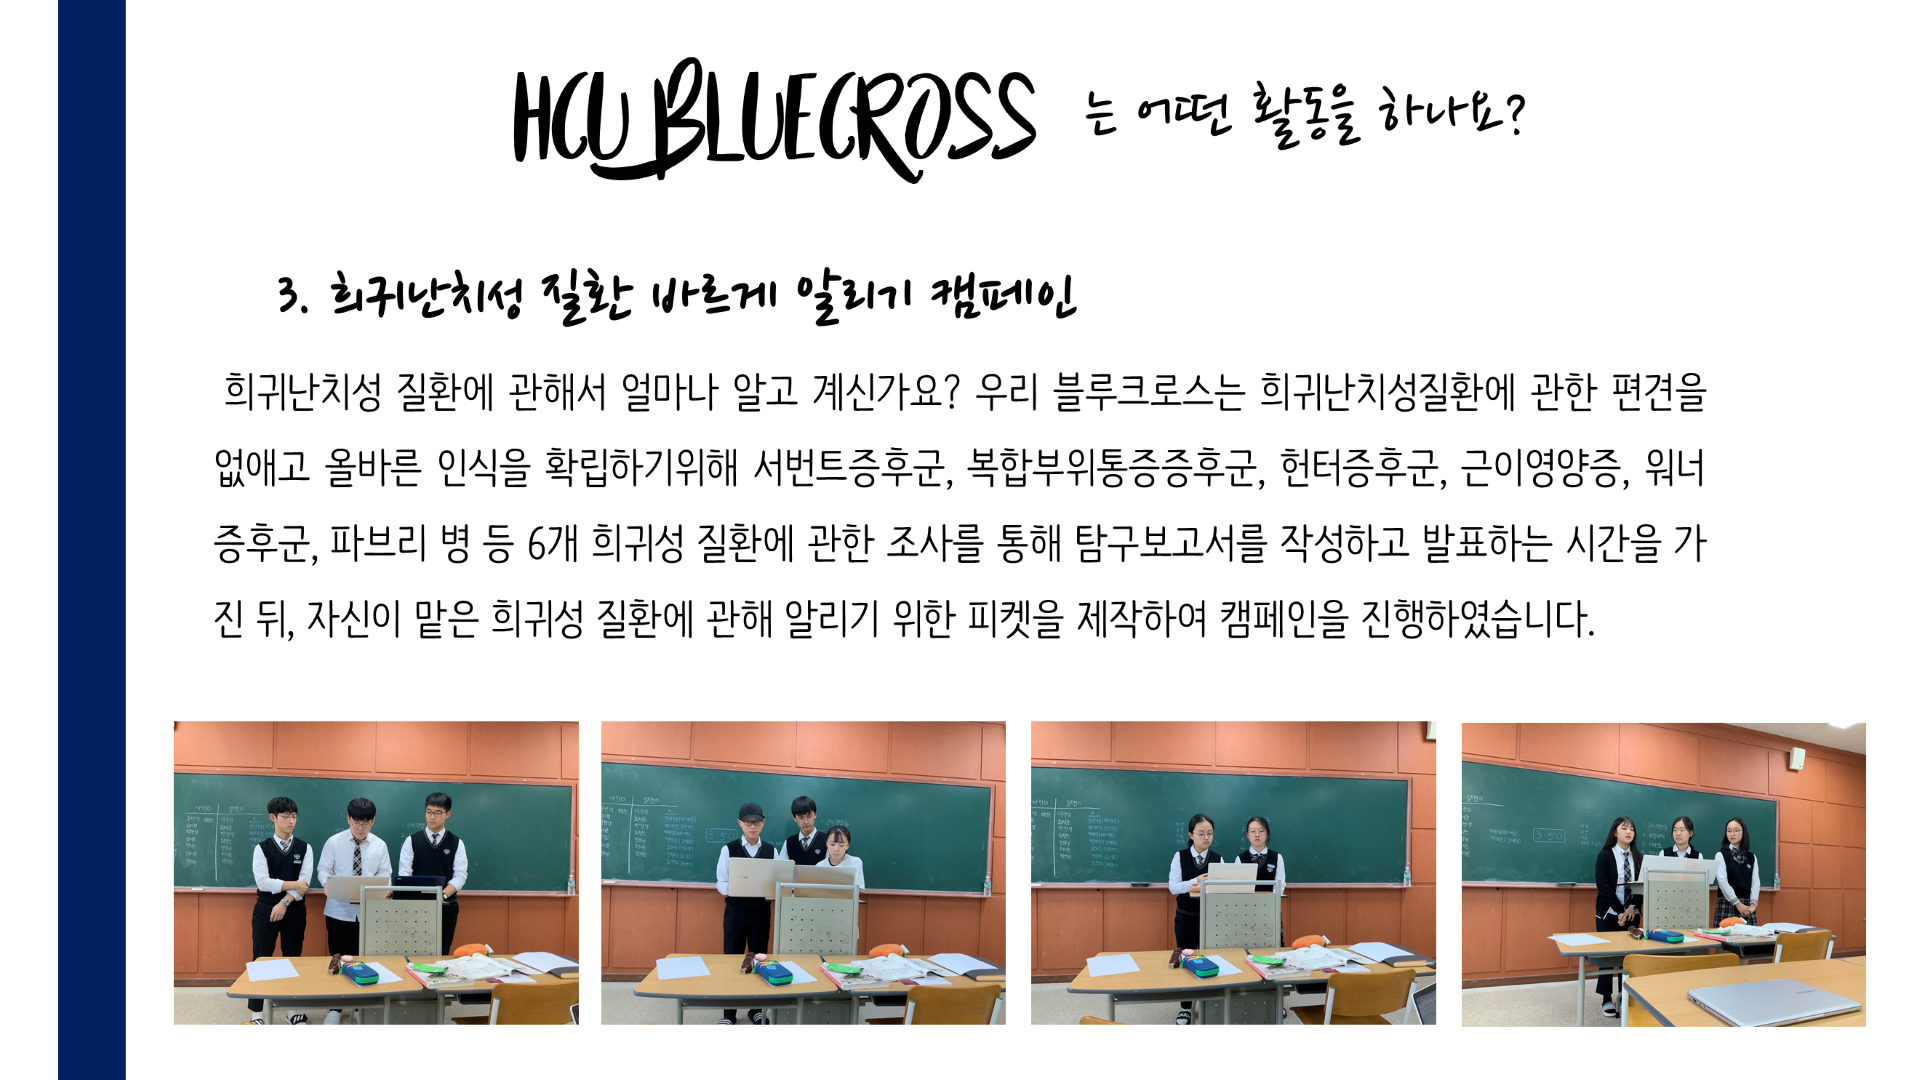 HCU BLUECROSS 는 어떤 활동을 하나요?
3. 희귀난치성 질환 바르게 알리기 캠페인
희귀난치성 질환에 관해서 얼마나 알고 계신가요? 우리 블루크로스는 희귀난치성질환에 관한 편견을
없애고 올바른 인식을 확립하기위해 서번트증후군, 복합부위통증증후군, 헌터증후군, 근이영양증, 워너
증후군, 파브리 병 등 6개 희귀성 질환에 관한 조사를 통해 탐구보고서를 작성하고 발표하는 시간을 가
진 뒤, 자신이 맡은 희귀성 질환에 관해 알리기 위한 피켓을 제작하여 캠페인을 진행하였습니다.